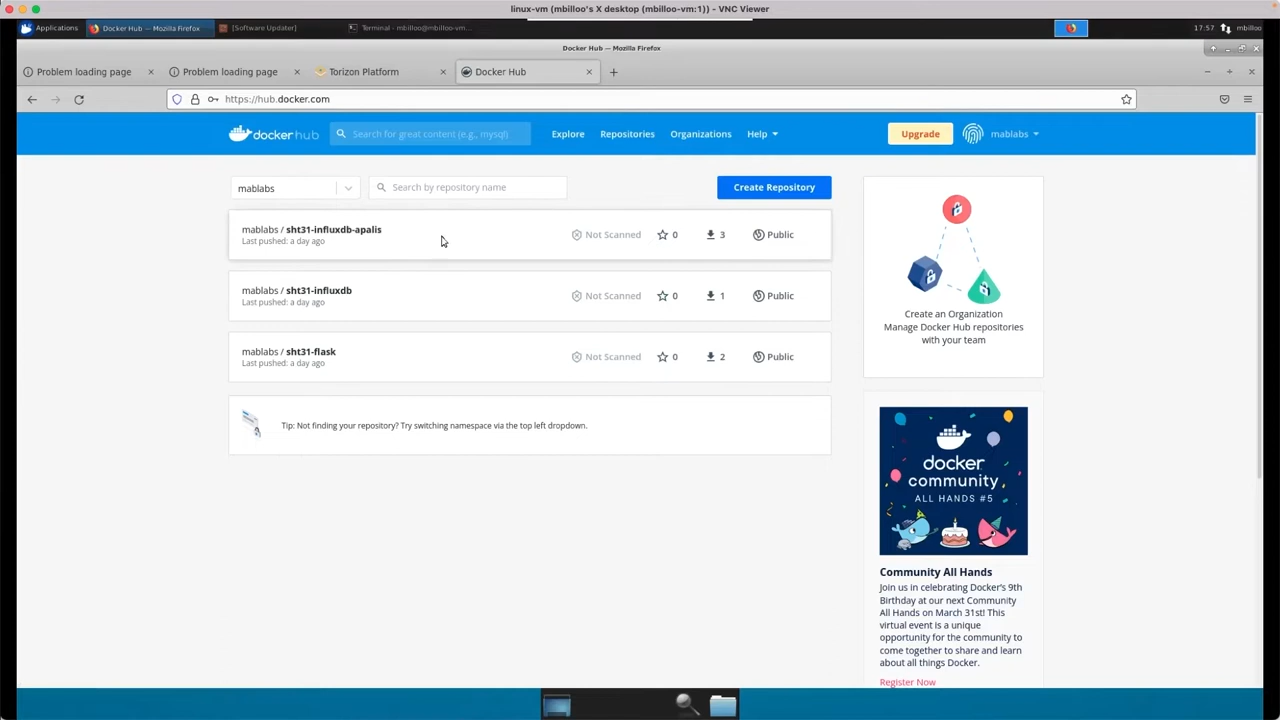 linux-vm (mbilloo's X desktop (mbilloo-vm:1)) - VNC Viewer
Applications
Docker Hub — Mozilla Firefox
[Software Updater]
Terminal - mbilloo@mbilloo-vm...
17:57
mbilloo
Docker Hub — Mozilla Firefox
Problem loading page
Problem loading page
Torizon Platform
Docker Hub
https://hub.docker.com
dockerhub
Search for great content (e.g., mysql)
Explore
Repositories
Organizations
Help
Upgrade
mablabs
mablabs
Search by repository name
Create Repository
mablabs / sht31-influxdb-apalis
Last pushed: a day ago
Not Scanned
0
3
Public
mablabs / sht31-influxdb
Last pushed: a day ago
Not Scanned
0
1
Public
mablabs / sht31-flask
Last pushed: a day ago
Not Scanned
0
2
Public
Tip: Not finding your repository? Try switching namespace via the top left dropdown.
Create an Organization
Manage Docker Hub repositories
with your team
docker
community
ALL HANDS #5
Community All Hands
Join us in celebrating Docker's 9th
Birthday at our next Community
All Hands on March 31st! This
virtual event is a unique
opportunity for the community to
come together to share and learn
about all things Docker.
Register Now